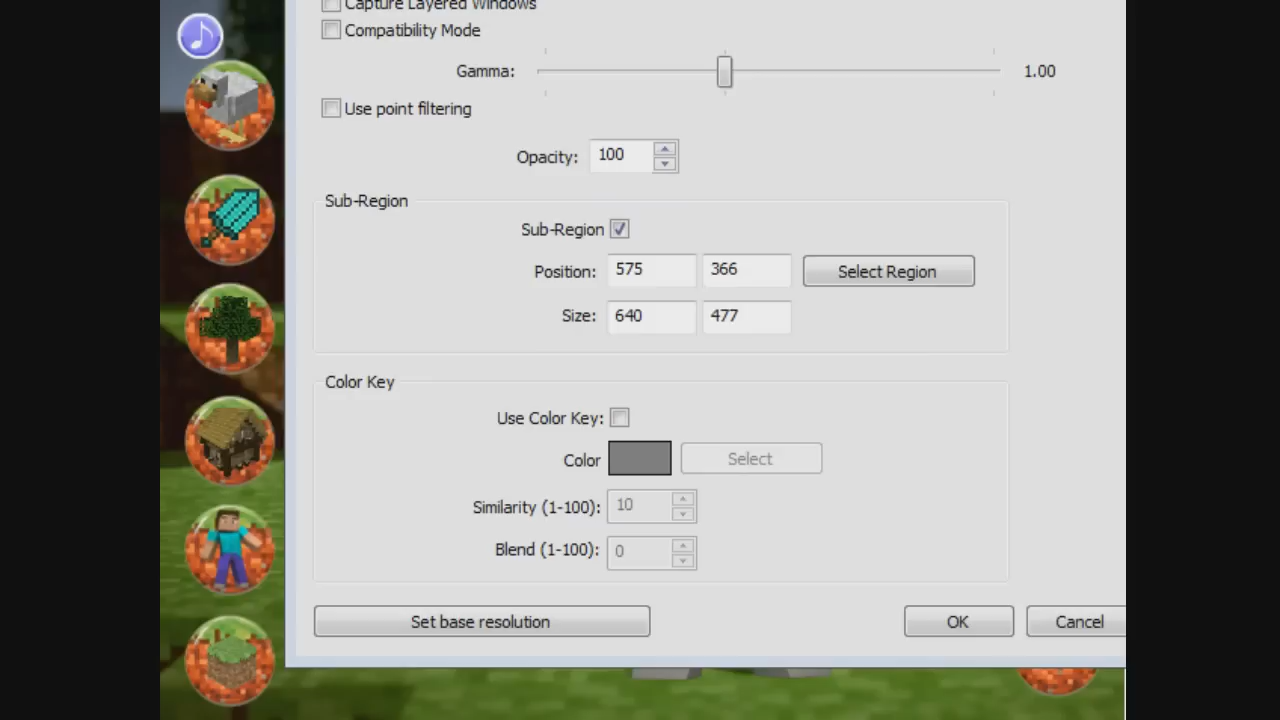 Capture Layered Windows
Compatibility Mode
Gamma: 1.00
Use point filtering
Opacity: 100
Sub-Region
Sub-Region
Position: 575 366 Select Region
Size: 640 477
Color Key
Use Color Key:
Color Select
Similarity (1-100): 10
Blend (1-100): 0
Set base resolution OK Cancel